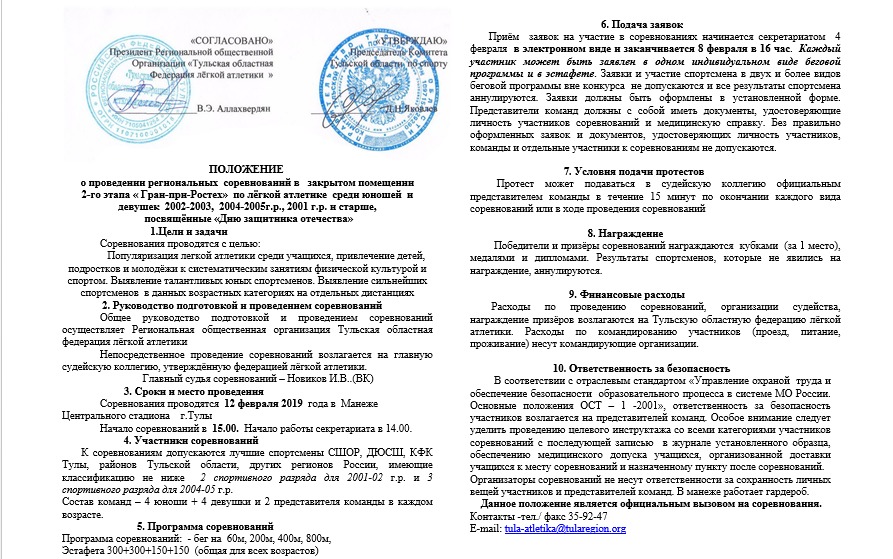 «СОГЛАСОВАНО»
Президент Региональной общественной
Организации «Тульская областная
Федерация лёгкой атлетики »
В.Э. Аллахвердян
«УТВЕРЖДАЮ»
Председатель Комитета
Тульской области по спорту
Д.Н.Яковлев
ПОЛОЖЕНИЕ
о проведении региональных соревнований в закрытом помещении
2-го этапа « Гран-при-Ростех» по лёгкой атлетике среди юношей и
девушек 2002-2003, 2004-2005г.р., 2001 г.р. и старше,
посвящённые «Дню защитника отечества»
1.Цели и задачи
Соревнования проводятся с целью:
Популяризация легкой атлетики среди учащихся, привлечение детей,
подростков и молодёжи к систематическим занятиям физической культурой и
спортом. Выявление талантливых юных спортсменов. Выявление сильнейших
спортсменов в данных возрастных категориях на отдельных дистанциях
2. Руководство подготовкой и проведением соревнований
Общее руководство подготовкой и проведением соревнований
осуществляет Региональная общественная организация Тульская областная
федерация лёгкой атлетики
Непосредственное проведение соревнований возлагается на главную
судейскую коллегию, утверждённую федерацией лёгкой атлетики.
Главный судья соревнований – Новиков И.В..(ВК)
3. Сроки и место проведения
Соревнования проводятся 12 февраля 2019 года в Манеже
Центрального стадиона г.Тулы
Начало соревнований в 15.00. Начало работы секретариата в 14.00.
4. Участники соревнований
К соревнованиям допускаются лучшие спортсмены СШОР, ДЮСШ, КФК
Тулы, районов Тульской области, других регионов России, имеющие
классификацию не ниже 2 спортивного разряда для 2001-02 г.р. и 3
спортивного разряда для 2004-05 г.р.
Состав команд – 4 юноши + 4 девушки и 2 представителя команды в каждом
возрасте.
5. Программа соревнований
Программа соревнований: - бег на 60м, 200м, 400м, 800м,
Эстафета 300+300+150+150 (общая для всех возрастов)
6. Подача заявок
Приём заявок на участие в соревнованиях начинается секретариатом 4
февраля в электронном виде и заканчивается 8 февраля в 16 час. Каждый
участник может быть заявлен в одном индивидуальном виде беговой
программы и в эстафете. Заявки и участие спортсмена в двух и более видов
беговой программы вне конкурса не допускаются и все результаты спортсмена
аннулируются. Заявки должны быть оформлены в установленной форме.
Представители команд должны с собой иметь документы, удостоверяющие
личность участников соревнований и медицинскую справку. Без правильно
оформленных заявок и документов, удостоверяющих личность участников,
команды и отдельные участники к соревнованиям не допускаются.
7. Условия подачи протестов
Протест может подаваться в судейскую коллегию официальным
представителем команды в течение 15 минут по окончании каждого вида
соревнований или в ходе проведения соревнований
8. Награждение
Победители и призёры соревнований награждаются кубками (за 1 место),
медалями и дипломами. Результаты спортсменов, которые не явились на
награждение, аннулируются.
9. Финансовые расходы
Расходы по проведению соревнований, организации судейства,
награждение призёров возлагаются на Тульскую областную федерацию лёгкой
атлетики. Расходы по командированию участников (проезд, питание,
проживание) несут командирующие организации.
10. Ответственность за безопасность
В соответствии с отраслевым стандартом «Управление охраной труда и
обеспечение безопасности образовательного процесса в системе МО России.
Основные положения ОСТ – 1 -2001», ответственность за безопасность
участников возлагается на представителей команд. Особое внимание следует
уделить проведению целевого инструктажа со всеми категориями участников
соревнований с последующей записью в журнале установленного образца,
обеспечению медицинского допуска учащихся, организованной доставки
учащихся к месту соревнований и назначенному пункту после соревнований.
Организаторы соревнований не несут ответственности за сохранность личных
вещей участников и представителей команд. В манеже работает гардероб.
Данное положение является официальным вызовом на соревнования.
Контакты -тел./ факс 35-92-47
E-mail: tula-atletika@tularegion.org